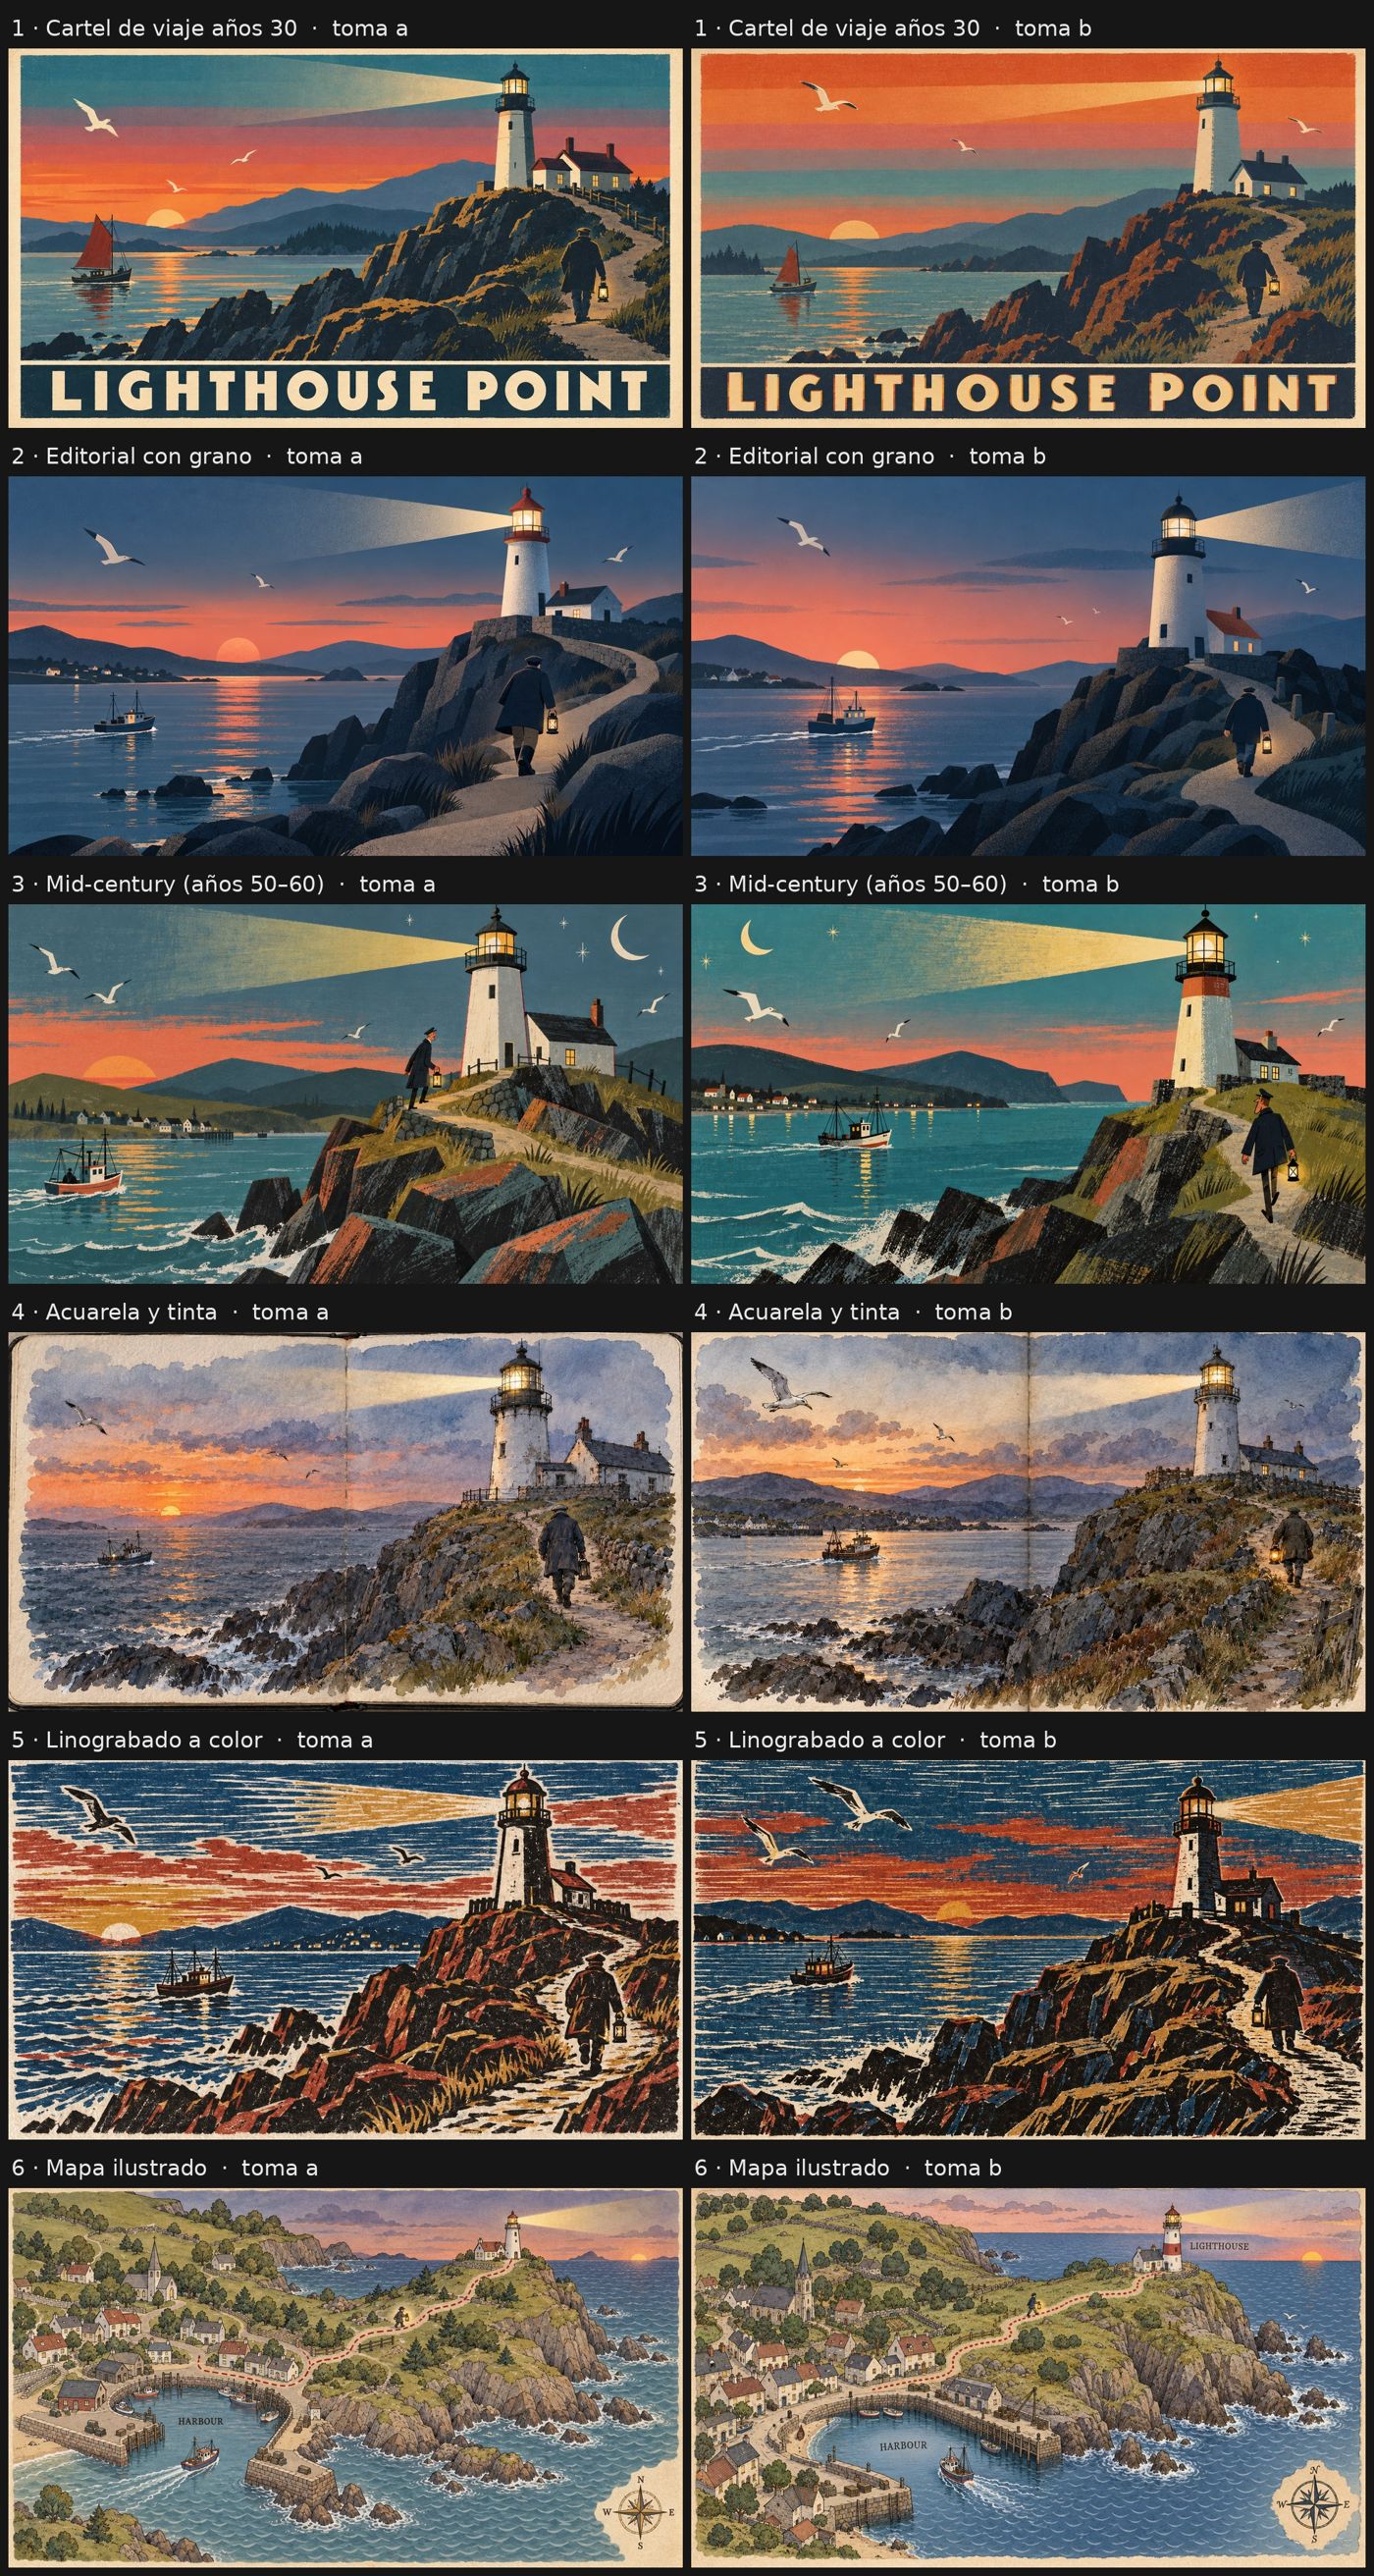 1 · Cartel de viaje años 30 · toma a
1 · Cartel de viaje años 30 · toma b
LIGHTHOUSE POINT
LIGHTHOUSE POINT
2 · Editorial con grano · toma a
2 · Editorial con grano · toma b
3 · Mid-century (años 50–60) · toma a
3 · Mid-century (años 50–60) · toma b
4 · Acuarela y tinta · toma a
4 · Acuarela y tinta · toma b
5 · Linograbado a color · toma a
5 · Linograbado a color · toma b
6 · Mapa ilustrado · toma a
6 · Mapa ilustrado · toma b
HARBOUR
N
W E
S
LIGHTHOUSE
HARBOUR
N
W E
S